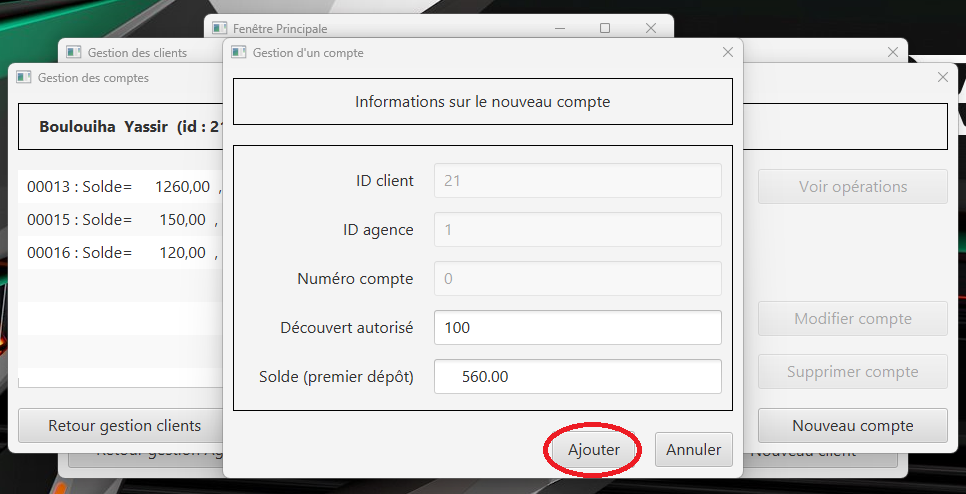 Fenêtre Principale
Gestion des clients
Gestion d'un compte
Gestion des comptes
Informations sur le nouveau compte
Boulouiha Yassir (id : 21
00013 : Solde= 1260,00 ,
00015 : Solde= 150,00 ,
00016 : Solde= 120,00 ,
ID client 21
ID agence 1
Numéro compte 0
Découvert autorisé 100
Solde (premier dépôt) 560.00
Voir opérations
Modifier compte
Supprimer compte
Retour gestion clients
Nouveau compte
Ajouter
Annuler
Retour gestion Ag
Nouveau client